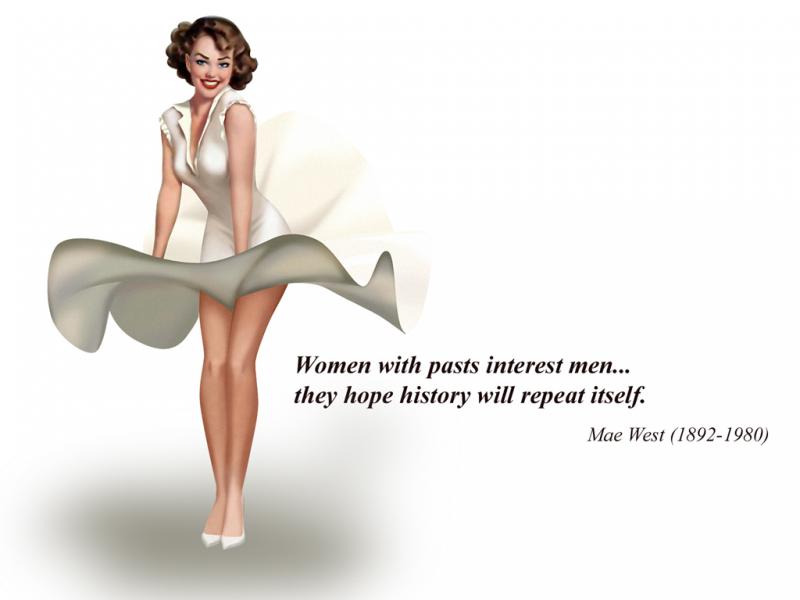 Women with pasts interest men...
they hope history will repeat itself.
Mae West (1892-1980)